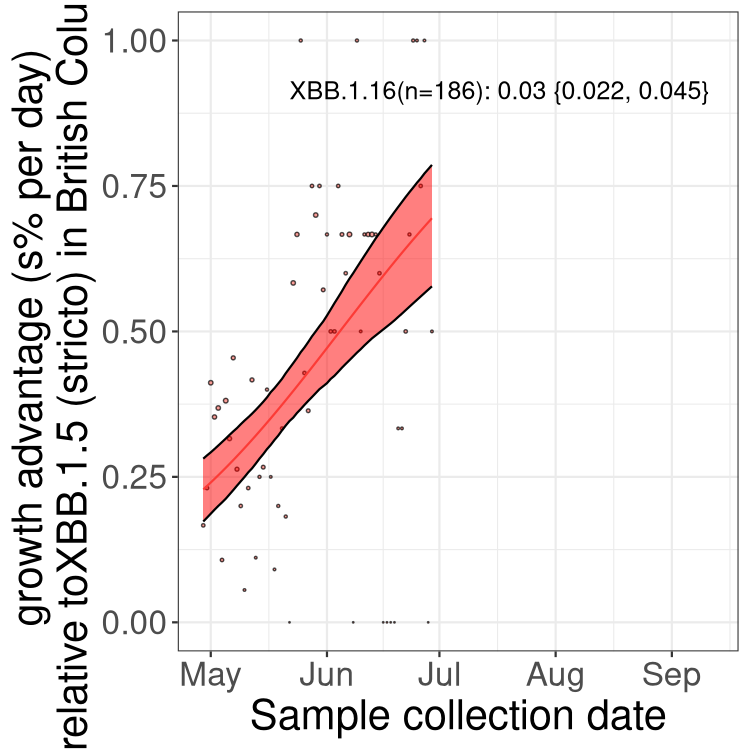 growth advantage (s% per day)
relative toXBB.1.5 (stricto) in British Colu
1.00
0.75
0.50
0.25
0.00
XBB.1.16(n=186): 0.03 {0.022, 0.045}
May Jun Jul Aug Sep
Sample collection date